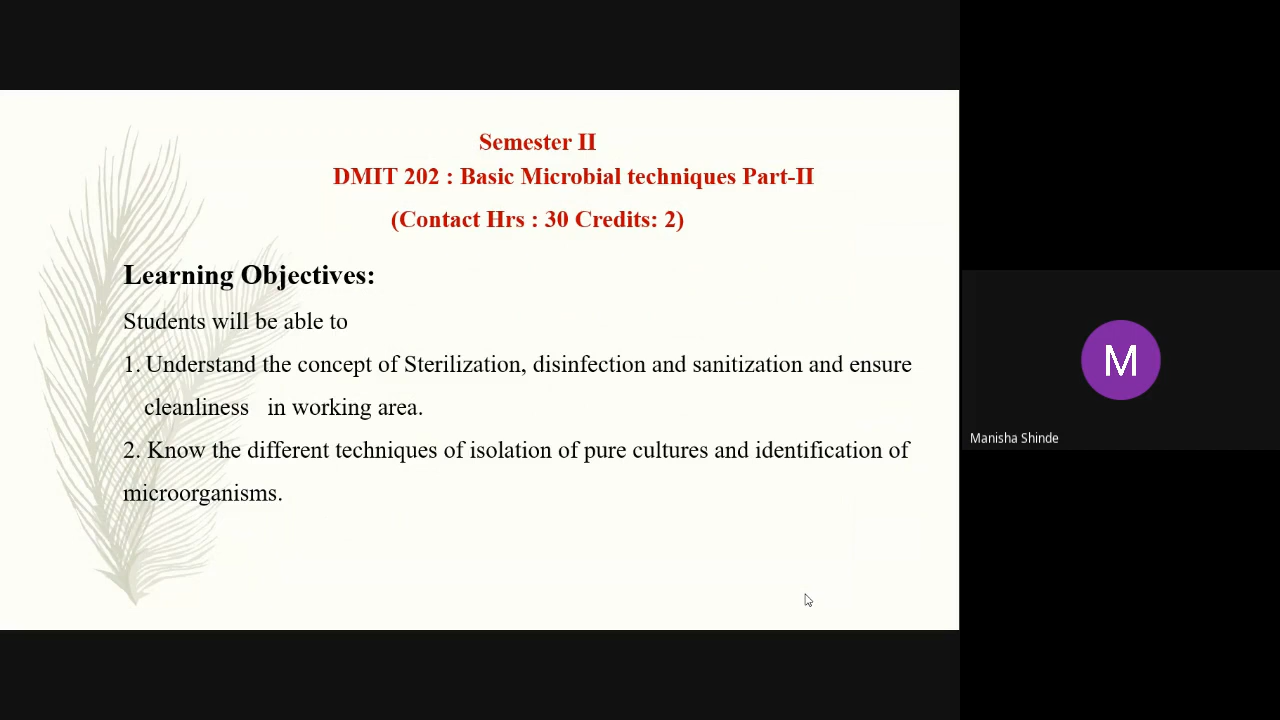 Semester II
DMIT 202 : Basic Microbial techniques Part-II
(Contact Hrs : 30 Credits: 2)
Learning Objectives:
Students will be able to
1. Understand the concept of Sterilization, disinfection and sanitization and ensure
cleanliness in working area.
2. Know the different techniques of isolation of pure cultures and identification of
microorganisms.
M
Manisha Shinde